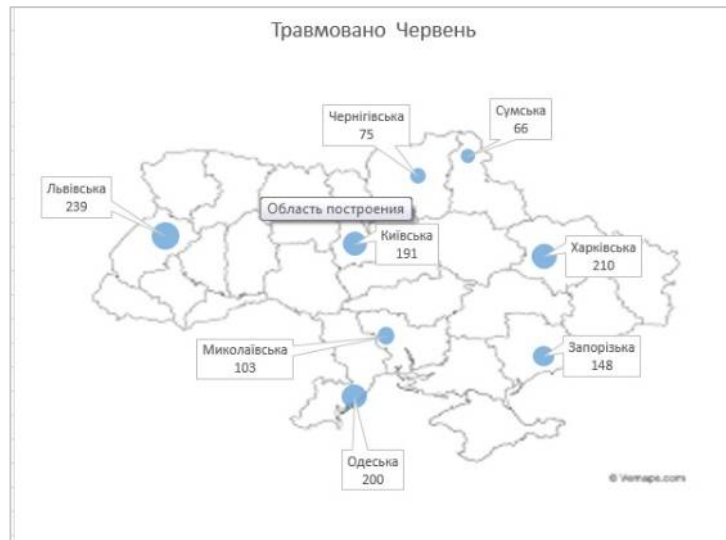 Травмовано Червень
Чернігівська
75
Сумська
66
Львівська
239
Область построения
Київська
191
Харківська
210
Миколаївська
103
Запорізька
148
Одеська
200
© Vemaps.com